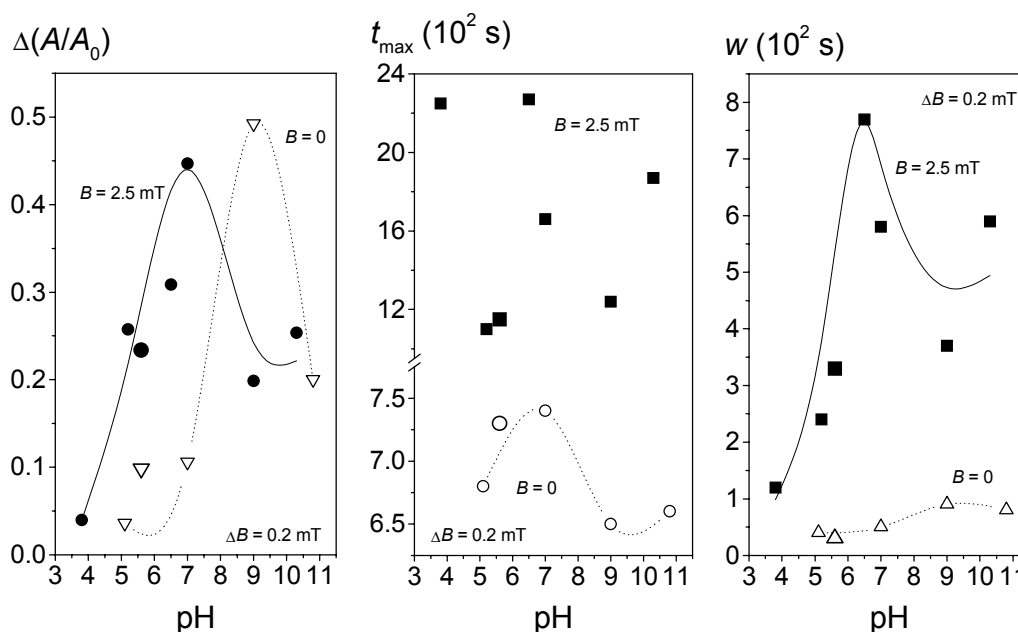 Δ(A/A₀)
0.5
0.4
0.3
0.2
0.1
0.0
B = 0
B = 2.5 mT
ΔB = 0.2 mT
3 4 5 6 7 8 9 10 11
pH
t_max (10² s)
24
20
16
12
7.5
7.0
6.5
B = 2.5 mT
B = 0
ΔB = 0.2 mT
3 4 5 6 7 8 9 10 11
pH
w (10² s)
8
7
6
5
4
3
2
1
0
ΔB = 0.2 mT
B = 2.5 mT
B = 0
3 4 5 6 7 8 9 10 11
pH